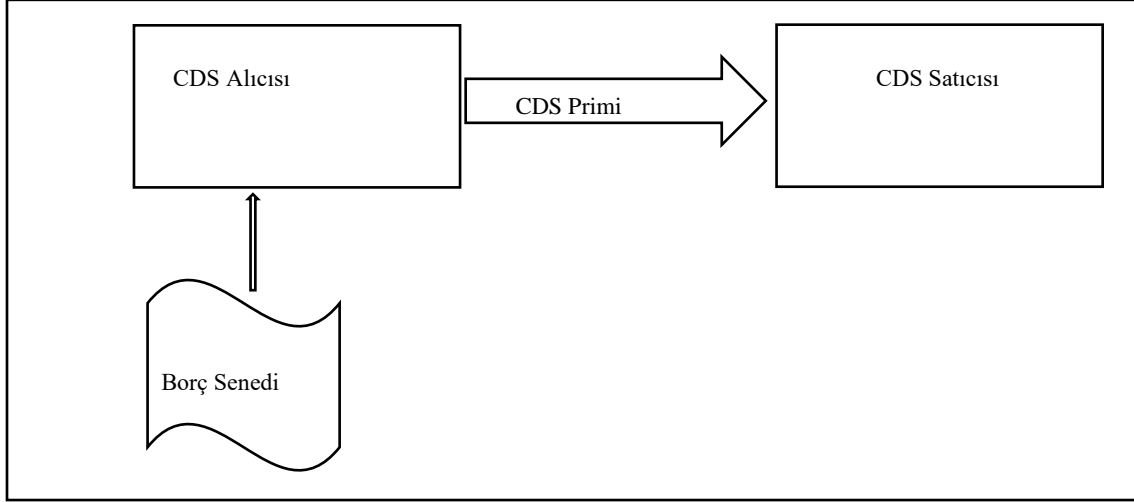 CDS Alıcısı
CDS Primi
CDS Satıcısı
Borç Senedi